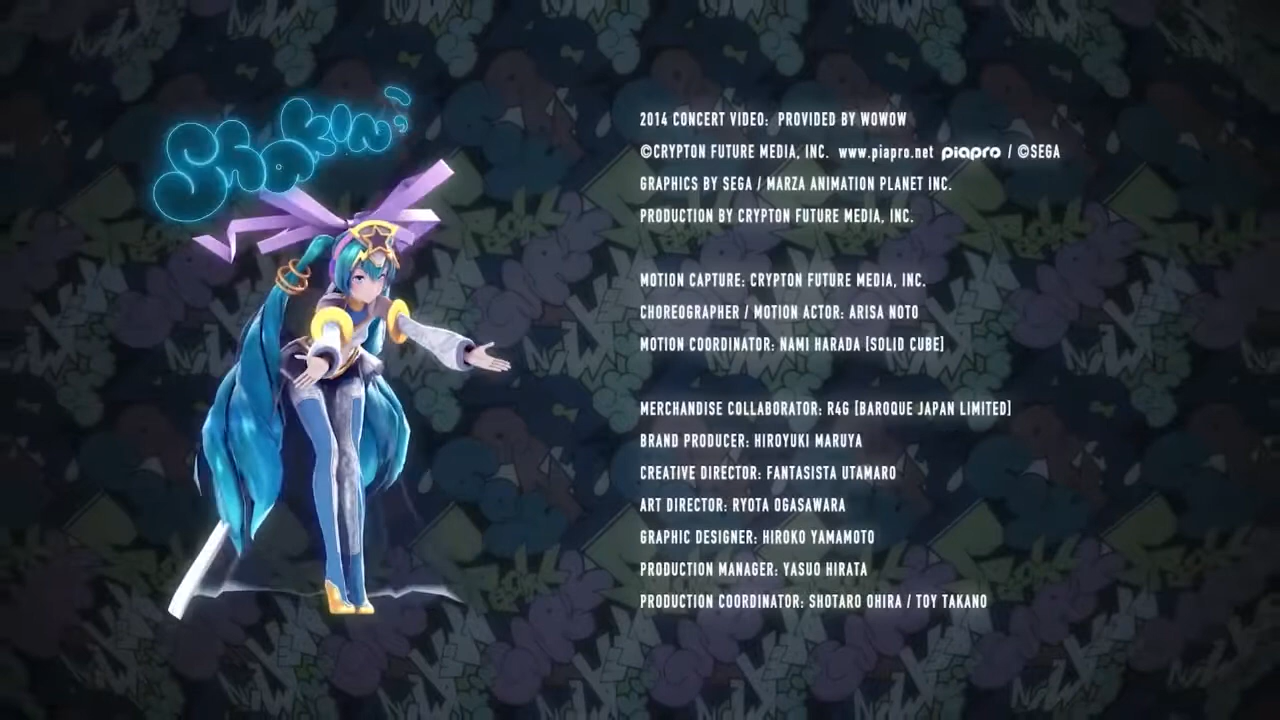 Shakin'
2014 CONCERT VIDEO: PROVIDED BY WOWOW
©CRYPTON FUTURE MEDIA, INC. www.piapro.net piapro / ©SEGA
GRAPHICS BY SEGA / MARZA ANIMATION PLANET INC.
PRODUCTION BY CRYPTON FUTURE MEDIA, INC.
MOTION CAPTURE: CRYPTON FUTURE MEDIA, INC.
CHOREOGRAPHER / MOTION ACTOR: ARISA NOTO
MOTION COORDINATOR: NAMI HARADA [SOLID CUBE]
MERCHANDISE COLLABORATOR: R4G [BAROQUE JAPAN LIMITED]
BRAND PRODUCER: HIROYUKI MARUYA
CREATIVE DIRECTOR: FANTASISTA UTAMARO
ART DIRECTOR: RYOTA OGASAWARA
GRAPHIC DESIGNER: HIROKO YAMAMOTO
PRODUCTION MANAGER: YASUO HIRATA
PRODUCTION COORDINATOR: SHOTARO OHIRA / TOY TAKANO